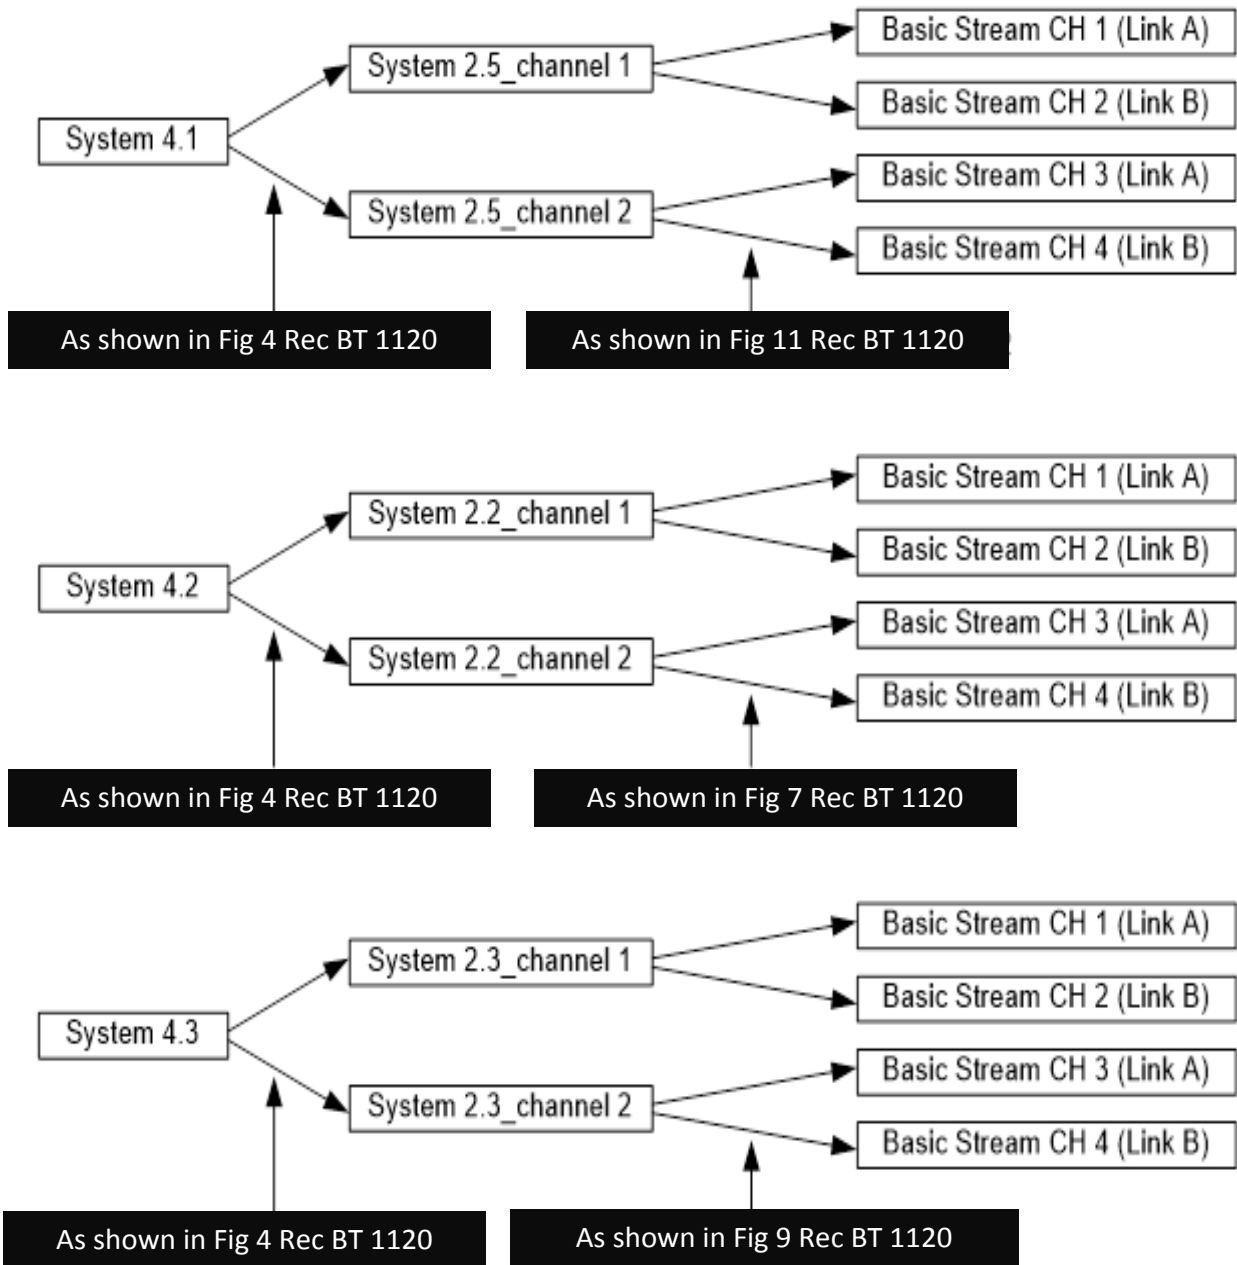 Basic Stream CH 1 (Link A)
System 2.5_channel 1
Basic Stream CH 2 (Link B)
System 4.1
Basic Stream CH 3 (Link A)
System 2.5_channel 2
Basic Stream CH 4 (Link B)
As shown in Fig 4 Rec BT 1120
As shown in Fig 11 Rec BT 1120
Basic Stream CH 1 (Link A)
System 2.2_channel 1
Basic Stream CH 2 (Link B)
System 4.2
Basic Stream CH 3 (Link A)
System 2.2_channel 2
Basic Stream CH 4 (Link B)
As shown in Fig 4 Rec BT 1120
As shown in Fig 7 Rec BT 1120
Basic Stream CH 1 (Link A)
System 2.3_channel 1
Basic Stream CH 2 (Link B)
System 4.3
Basic Stream CH 3 (Link A)
System 2.3_channel 2
Basic Stream CH 4 (Link B)
As shown in Fig 4 Rec BT 1120
As shown in Fig 9 Rec BT 1120